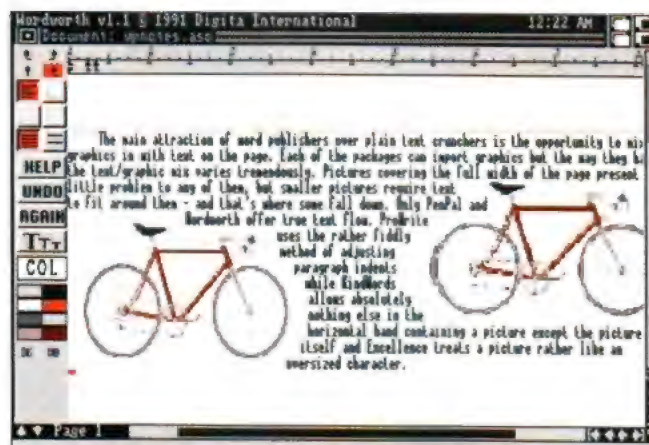 Wordworth v1.1 © 1991 Digita International 12:22 AM
Document: wpnotes.asc
HELP
UNDO
AGAIN
TTT
COL
The main attraction of word publishers over plain text crunchers is the opportunity to mix
graphics in with text on the page. Each of the packages can import graphics but the way they ha
the text/graphic mix varies tremendously. Pictures covering the full width of the page present
little problem to any of them, but smaller pictures require text
to fit around them - and that's where some fall down. Only PenPal and
Wordworth offer true text flow. ProWrite
uses the rather fiddly
method of adjusting
paragraph indents
while KindWords
allows absolutely
nothing else in the
horizontal band containing a picture except the picture
itself and Excellence treats a picture rather like an
oversized character.
Page 1